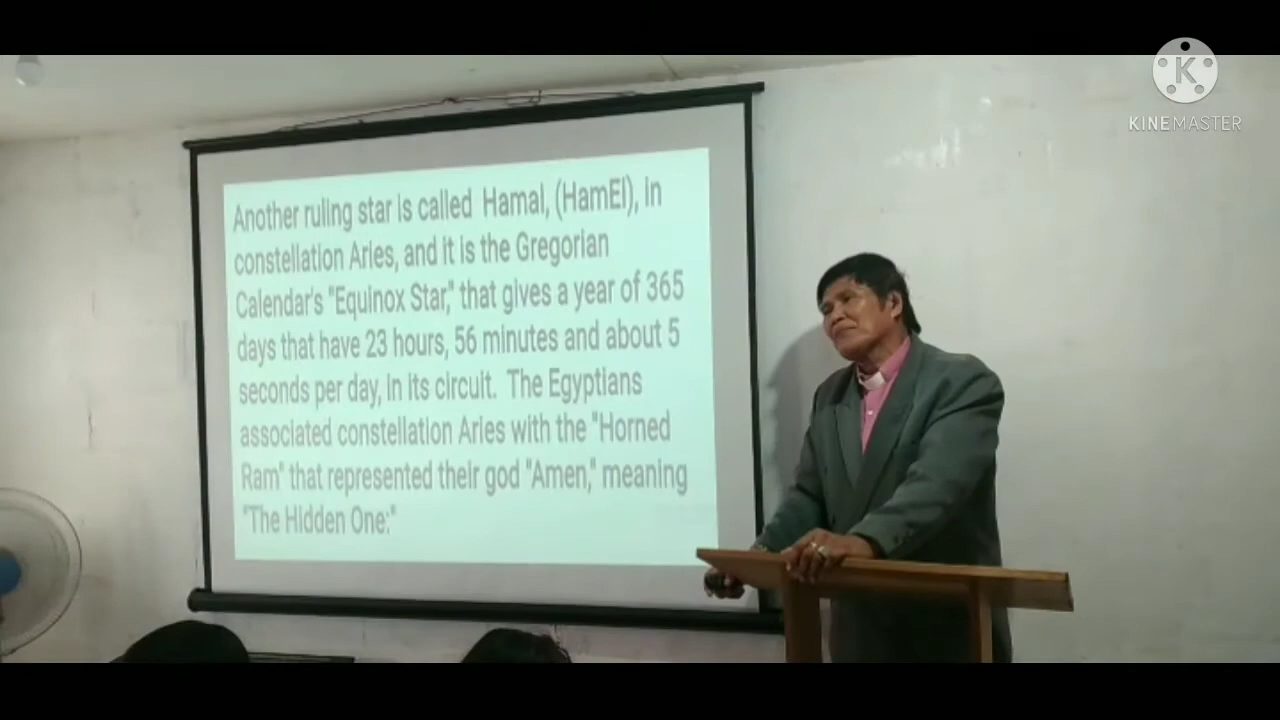 Another ruling star is called Hamal, (HamEl), in
constellation Aries, and it is the Gregorian
Calendar's "Equinox Star," that gives a year of 365
days that have 23 hours, 56 minutes and about 5
seconds per day, in its circuit. The Egyptians
associated constellation Aries with the "Horned
Ram" that represented their god "Amen," meaning
"The Hidden One:"
K
KINEMASTER